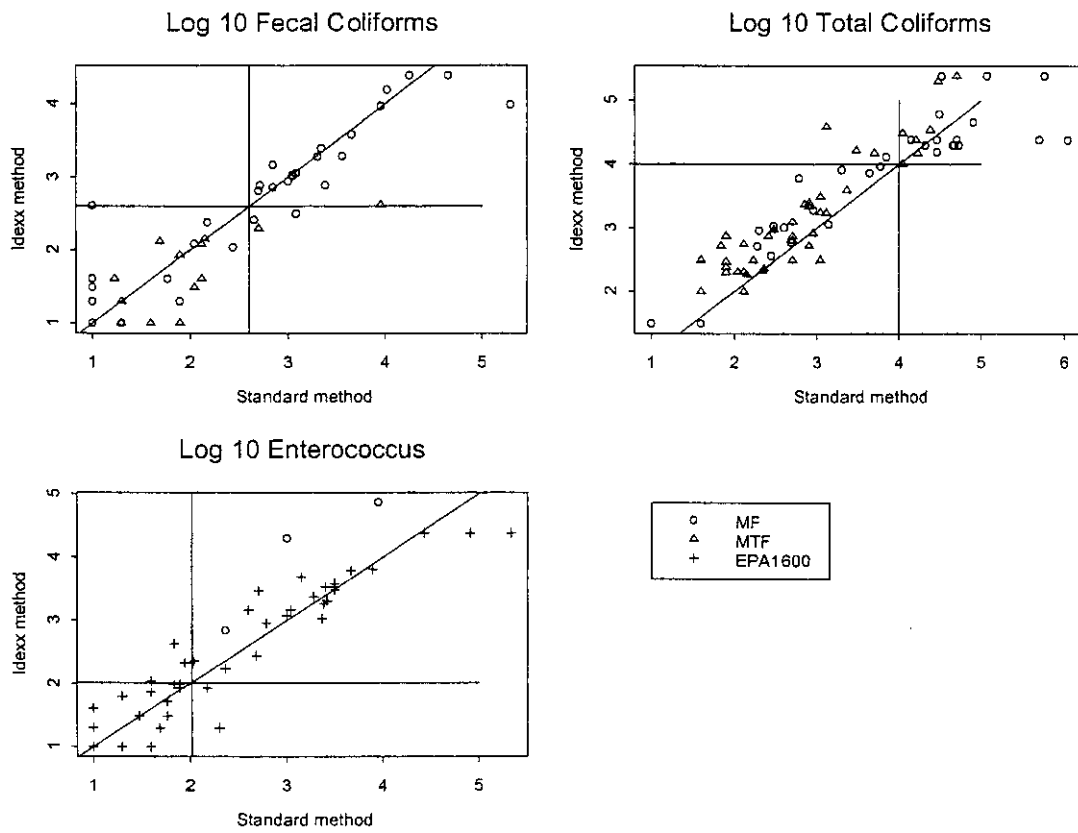 Log 10 Fecal Coliforms
Idexx method
4
3
2
1
1 2 3 4 5
Standard method
Log 10 Total Coliforms
Idexx method
5
4
3
2
1 2 3 4 5 6
Standard method
Log 10 Enterococcus
Idexx method
5
4
3
2
1
1 2 3 4 5
Standard method
MF
MTF
EPA1600